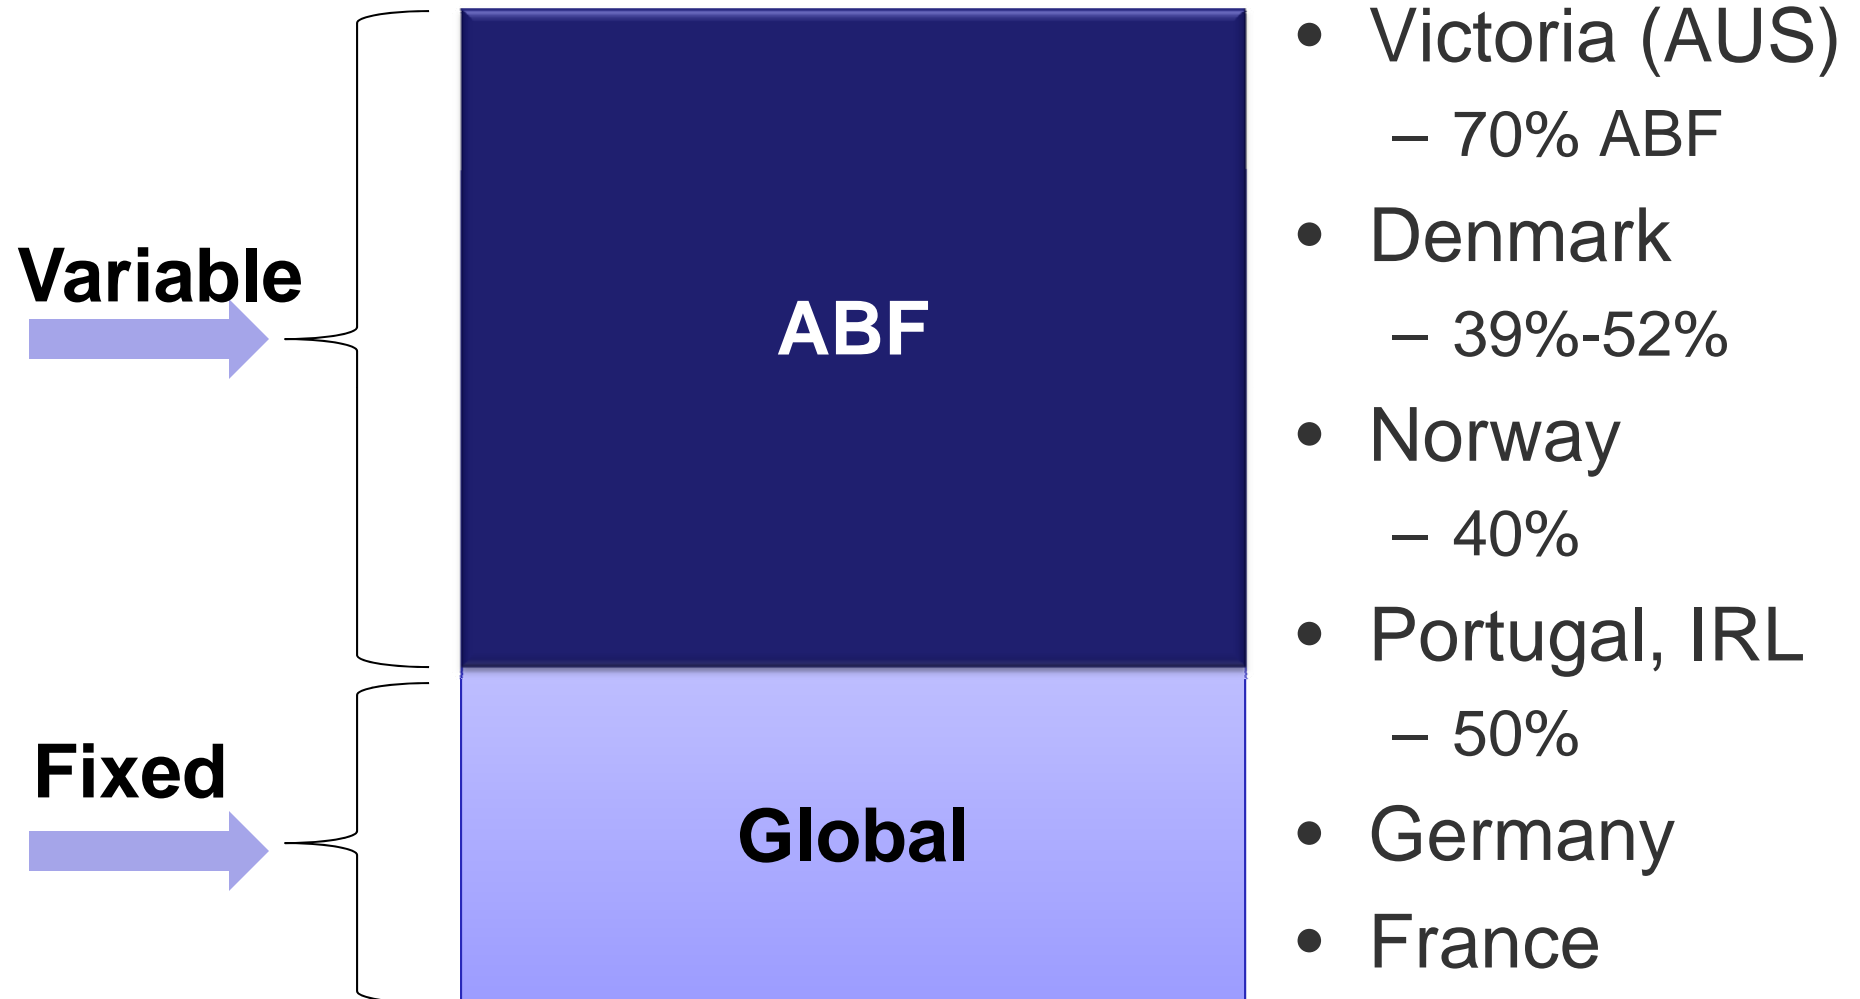 Variable
Fixed
ABF
Global
• Victoria (AUS)
– 70% ABF
• Denmark
– 39%-52%
• Norway
– 40%
• Portugal, IRL
– 50%
• Germany
• France